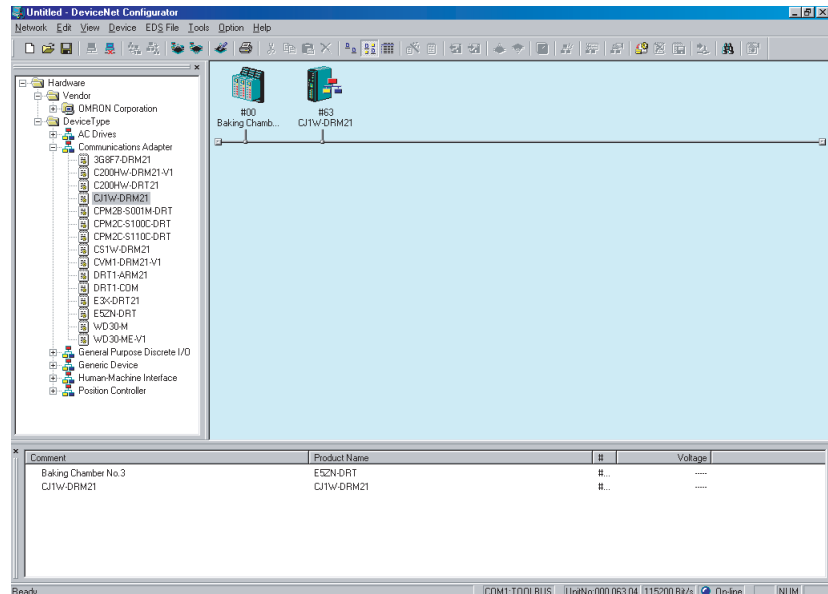 Untitled - DeviceNet Configurator
Network Edit View Device EDS File Tools Option Help
Hardware
Vendor
OMRON Corporation
DeviceType
AC Drives
Communications Adapter
3G8F7-DRM21
C200HW-DRM21-V1
C200HW-DRT21
CJ1W-DRM21
CPM2B-S001M-DRT
CPM2C-S100C-DRT
CPM2C-S110C-DRT
CS1W-DRM21
CVM1-DRM21-V1
DRT1-ARM21
DRT1-COM
E3X-DRT21
E5ZN-DRT
WD30-M
WD30-ME-V1
General Purpose Discrete I/O
Generic Device
Human-Machine Interface
Position Controller
#00
Baking Chamb...
#63
CJ1W-DRM21
Comment Product Name # Voltage
Baking Chamber No.3 E5ZN-DRT #... -----
CJ1W-DRM21 CJ1W-DRM21 #... -----
Ready COM1:TOOLBUS UnitNo:000,063,04 115200 Bit/s On-line NUM